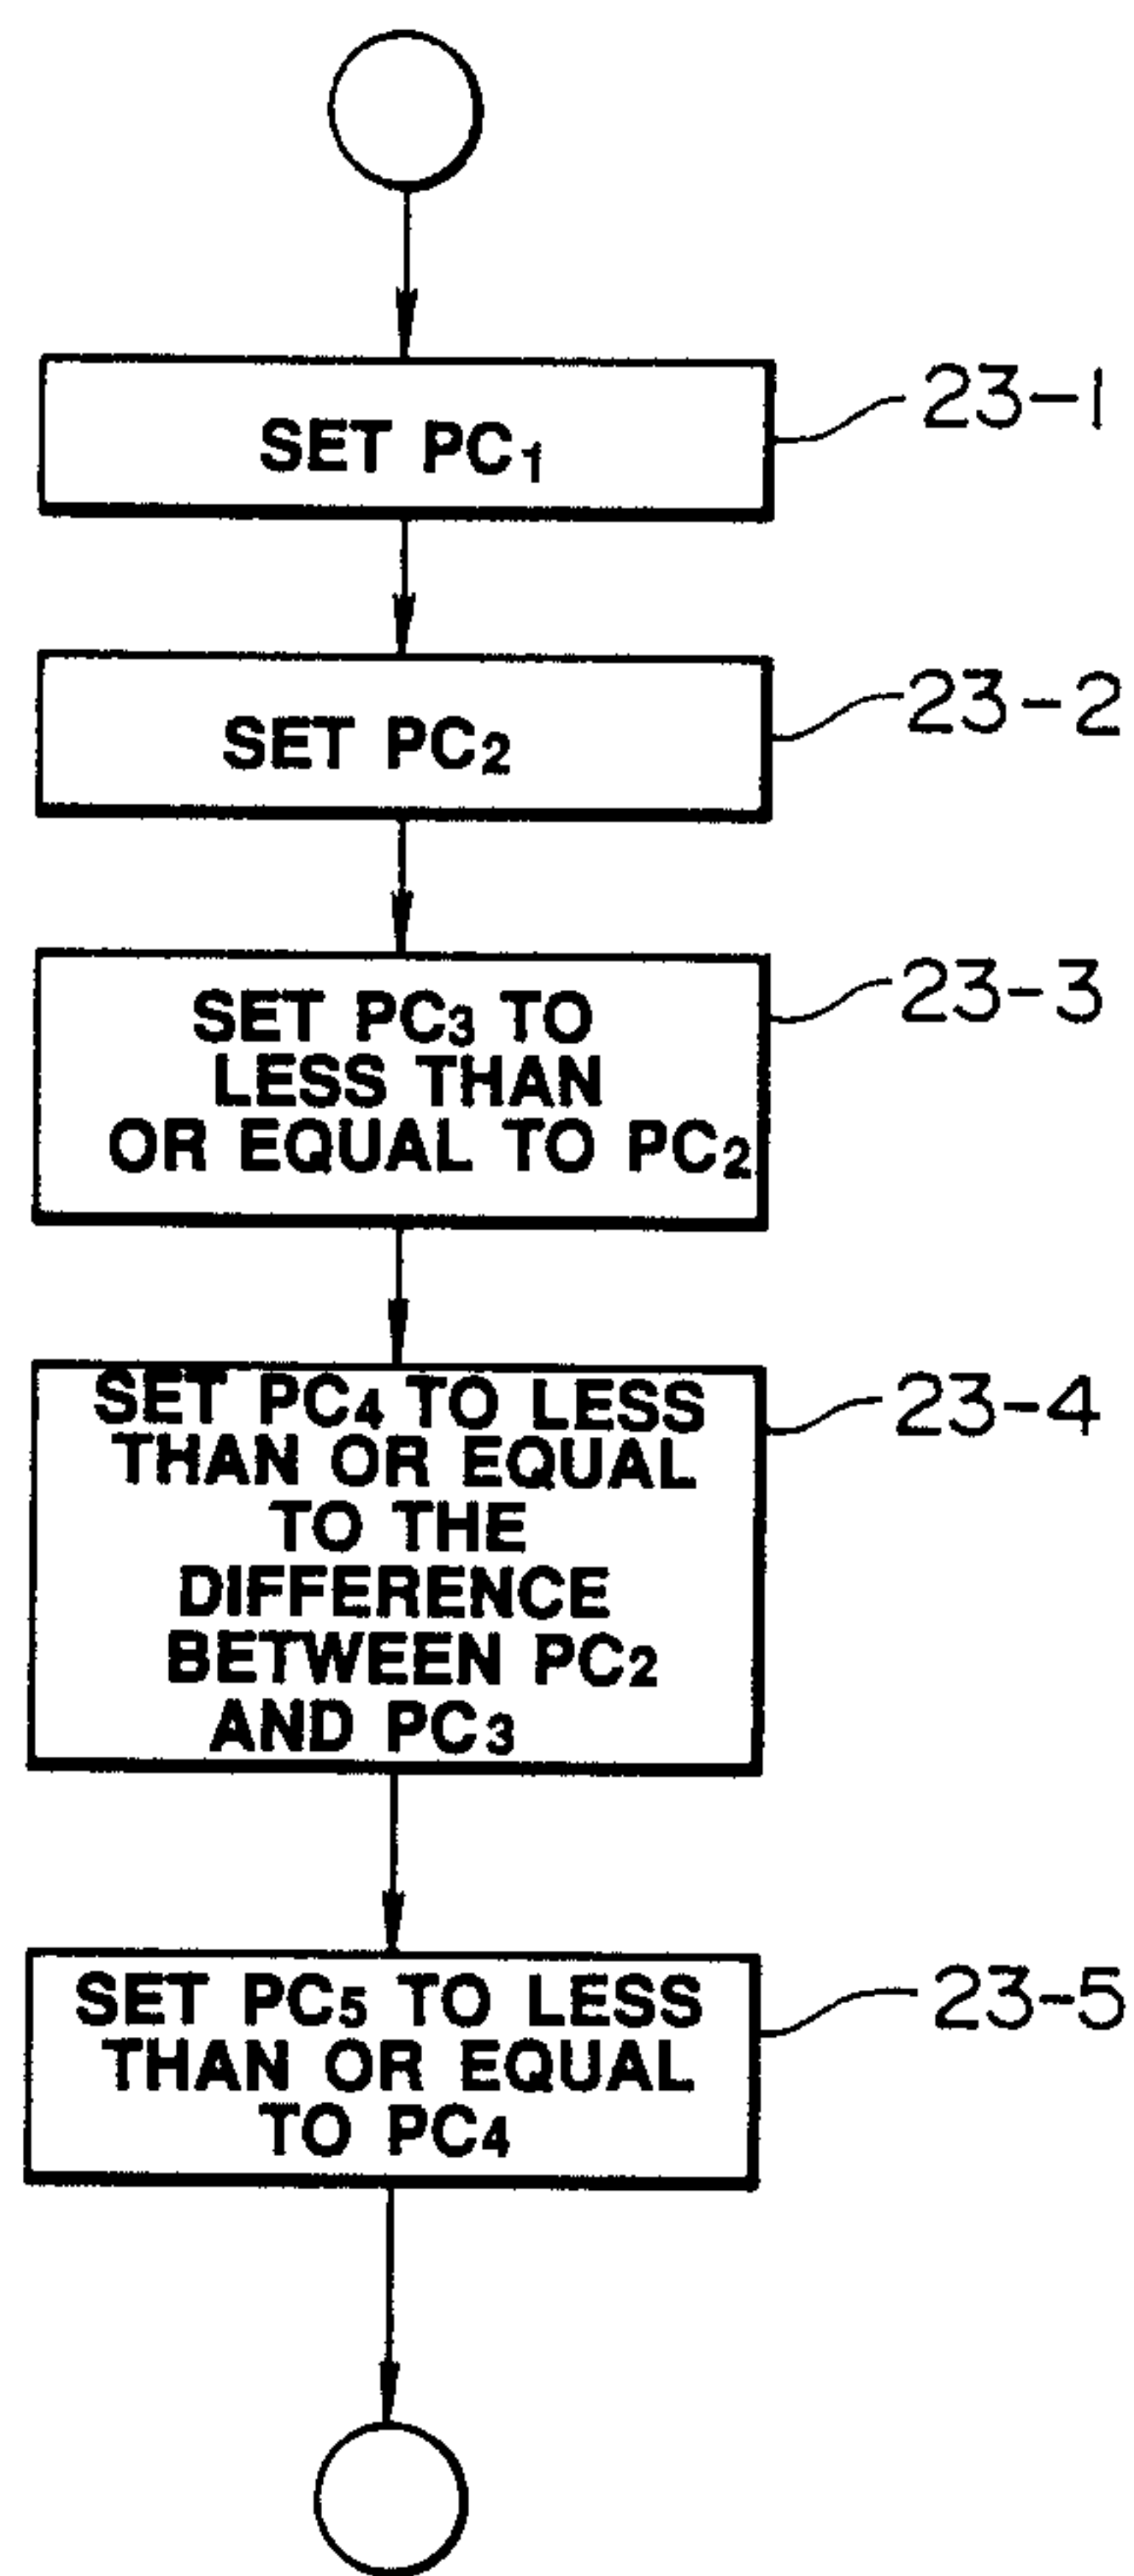 SET PC₁
23-1
SET PC₂
23-2
SET PC₃ TO
LESS THAN
OR EQUAL TO PC₂
23-3
SET PC₄ TO LESS
THAN OR EQUAL
TO THE
DIFFERENCE
BETWEEN PC₂
AND PC₃
23-4
SET PC₅ TO LESS
THAN OR EQUAL
TO PC₄
23-5